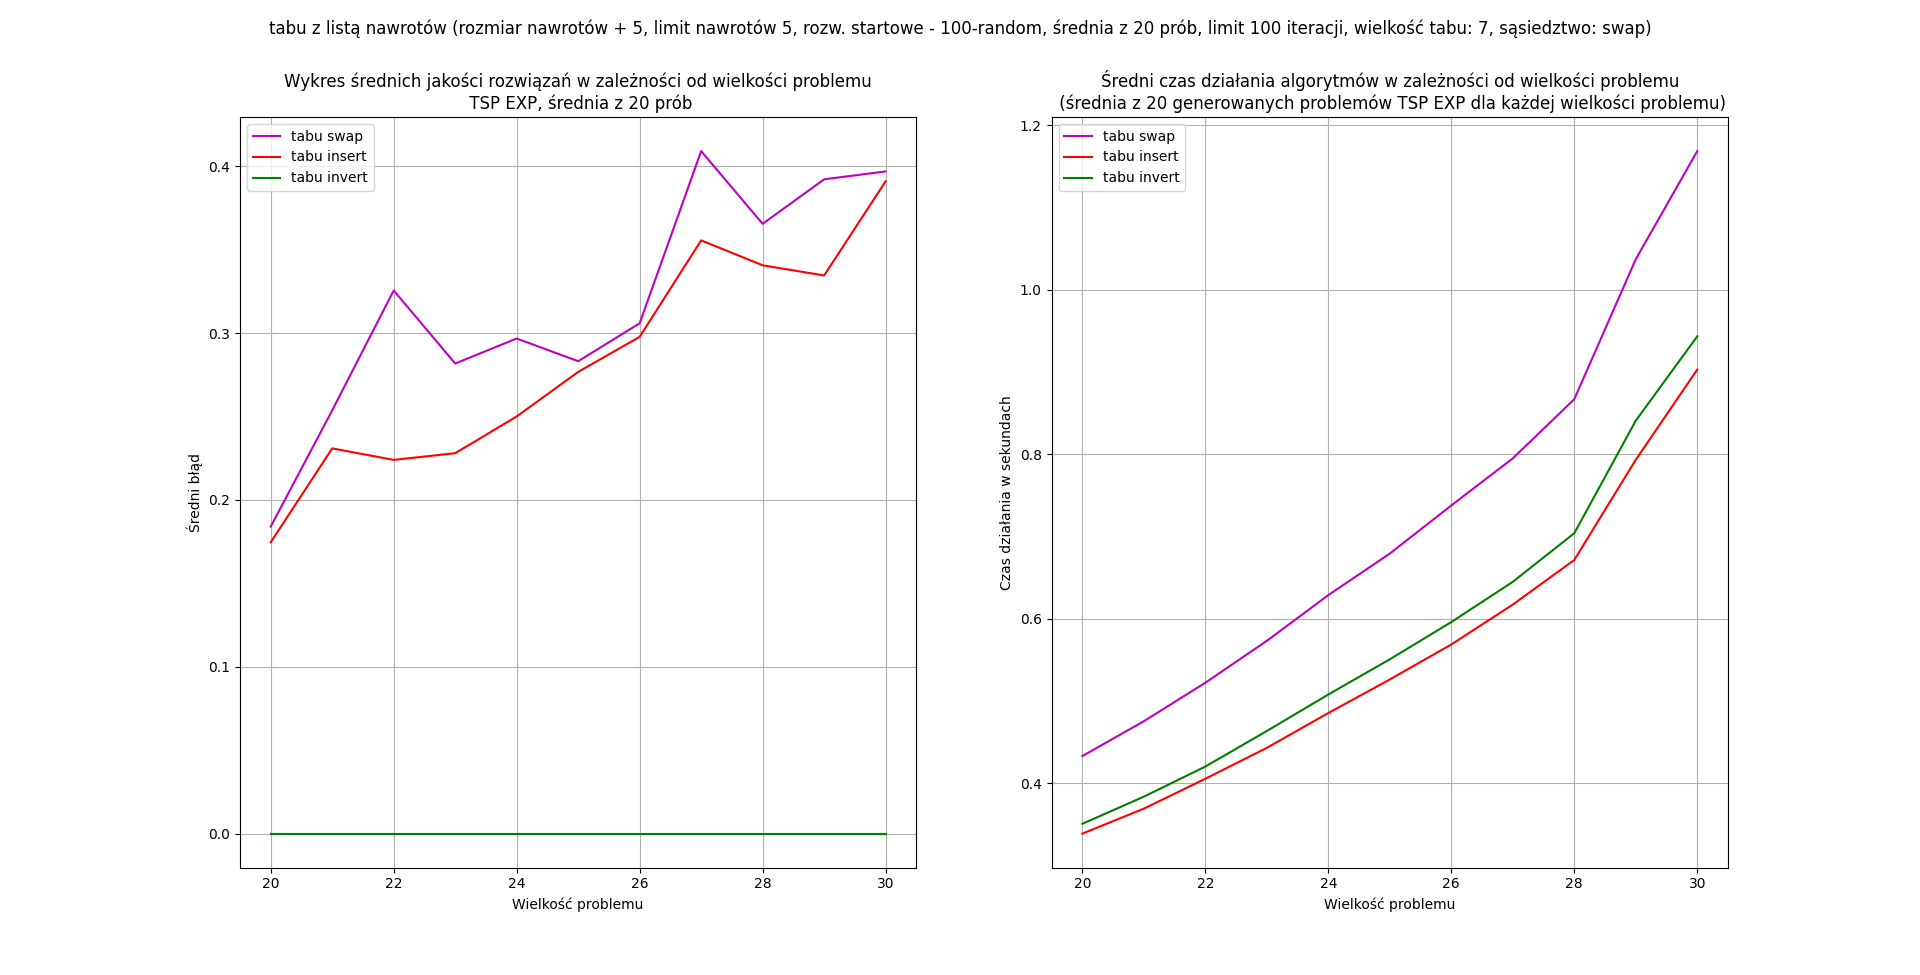 tabu z listą nawrotów (rozmiar nawrotów + 5, limit nawrotów 5, rozw. startowe - 100-random, średnia z 20 prób, limit 100 iteracji, wielkość tabu: 7, sąsiedztwo: swap)
Wykres średnich jakości rozwiązań w zależności od wielkości problemu
TSP EXP, średnia z 20 prób
tabu swap
tabu insert
tabu invert
0.4
0.3
0.2
0.1
0.0
Średni błąd
20 22 24 26 28 30
Wielkość problemu
Średni czas działania algorytmów w zależności od wielkości problemu
(średnia z 20 generowanych problemów TSP EXP dla każdej wielkości problemu)
tabu swap
tabu insert
tabu invert
1.2
1.0
0.8
0.6
0.4
Czas działania w sekundach
20 22 24 26 28 30
Wielkość problemu